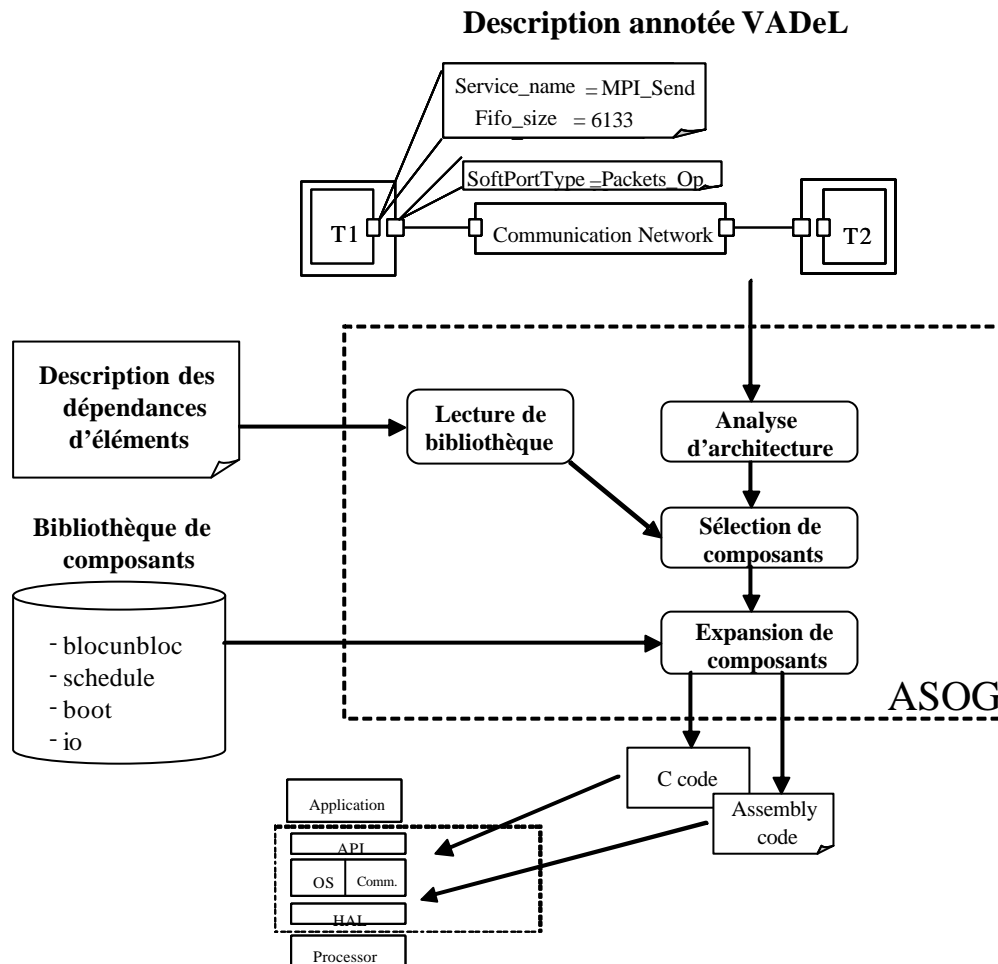 Description annotée VADeL
Service_name = MPI_Send
Fifo_size = 6133
SoftPortType =Packets_Op.
T1
Communication Network
T2
Description des
dépendances
d'éléments
Lecture de
bibliothèque
Analyse
d'architecture
Bibliothèque de
composants
Sélection de
composants
- blocunbloc
- schedule
- boot
- io
Expansion de
composants
ASOG
C code
Assembly
code
Application
API
OS
Comm.
HAL
Processor